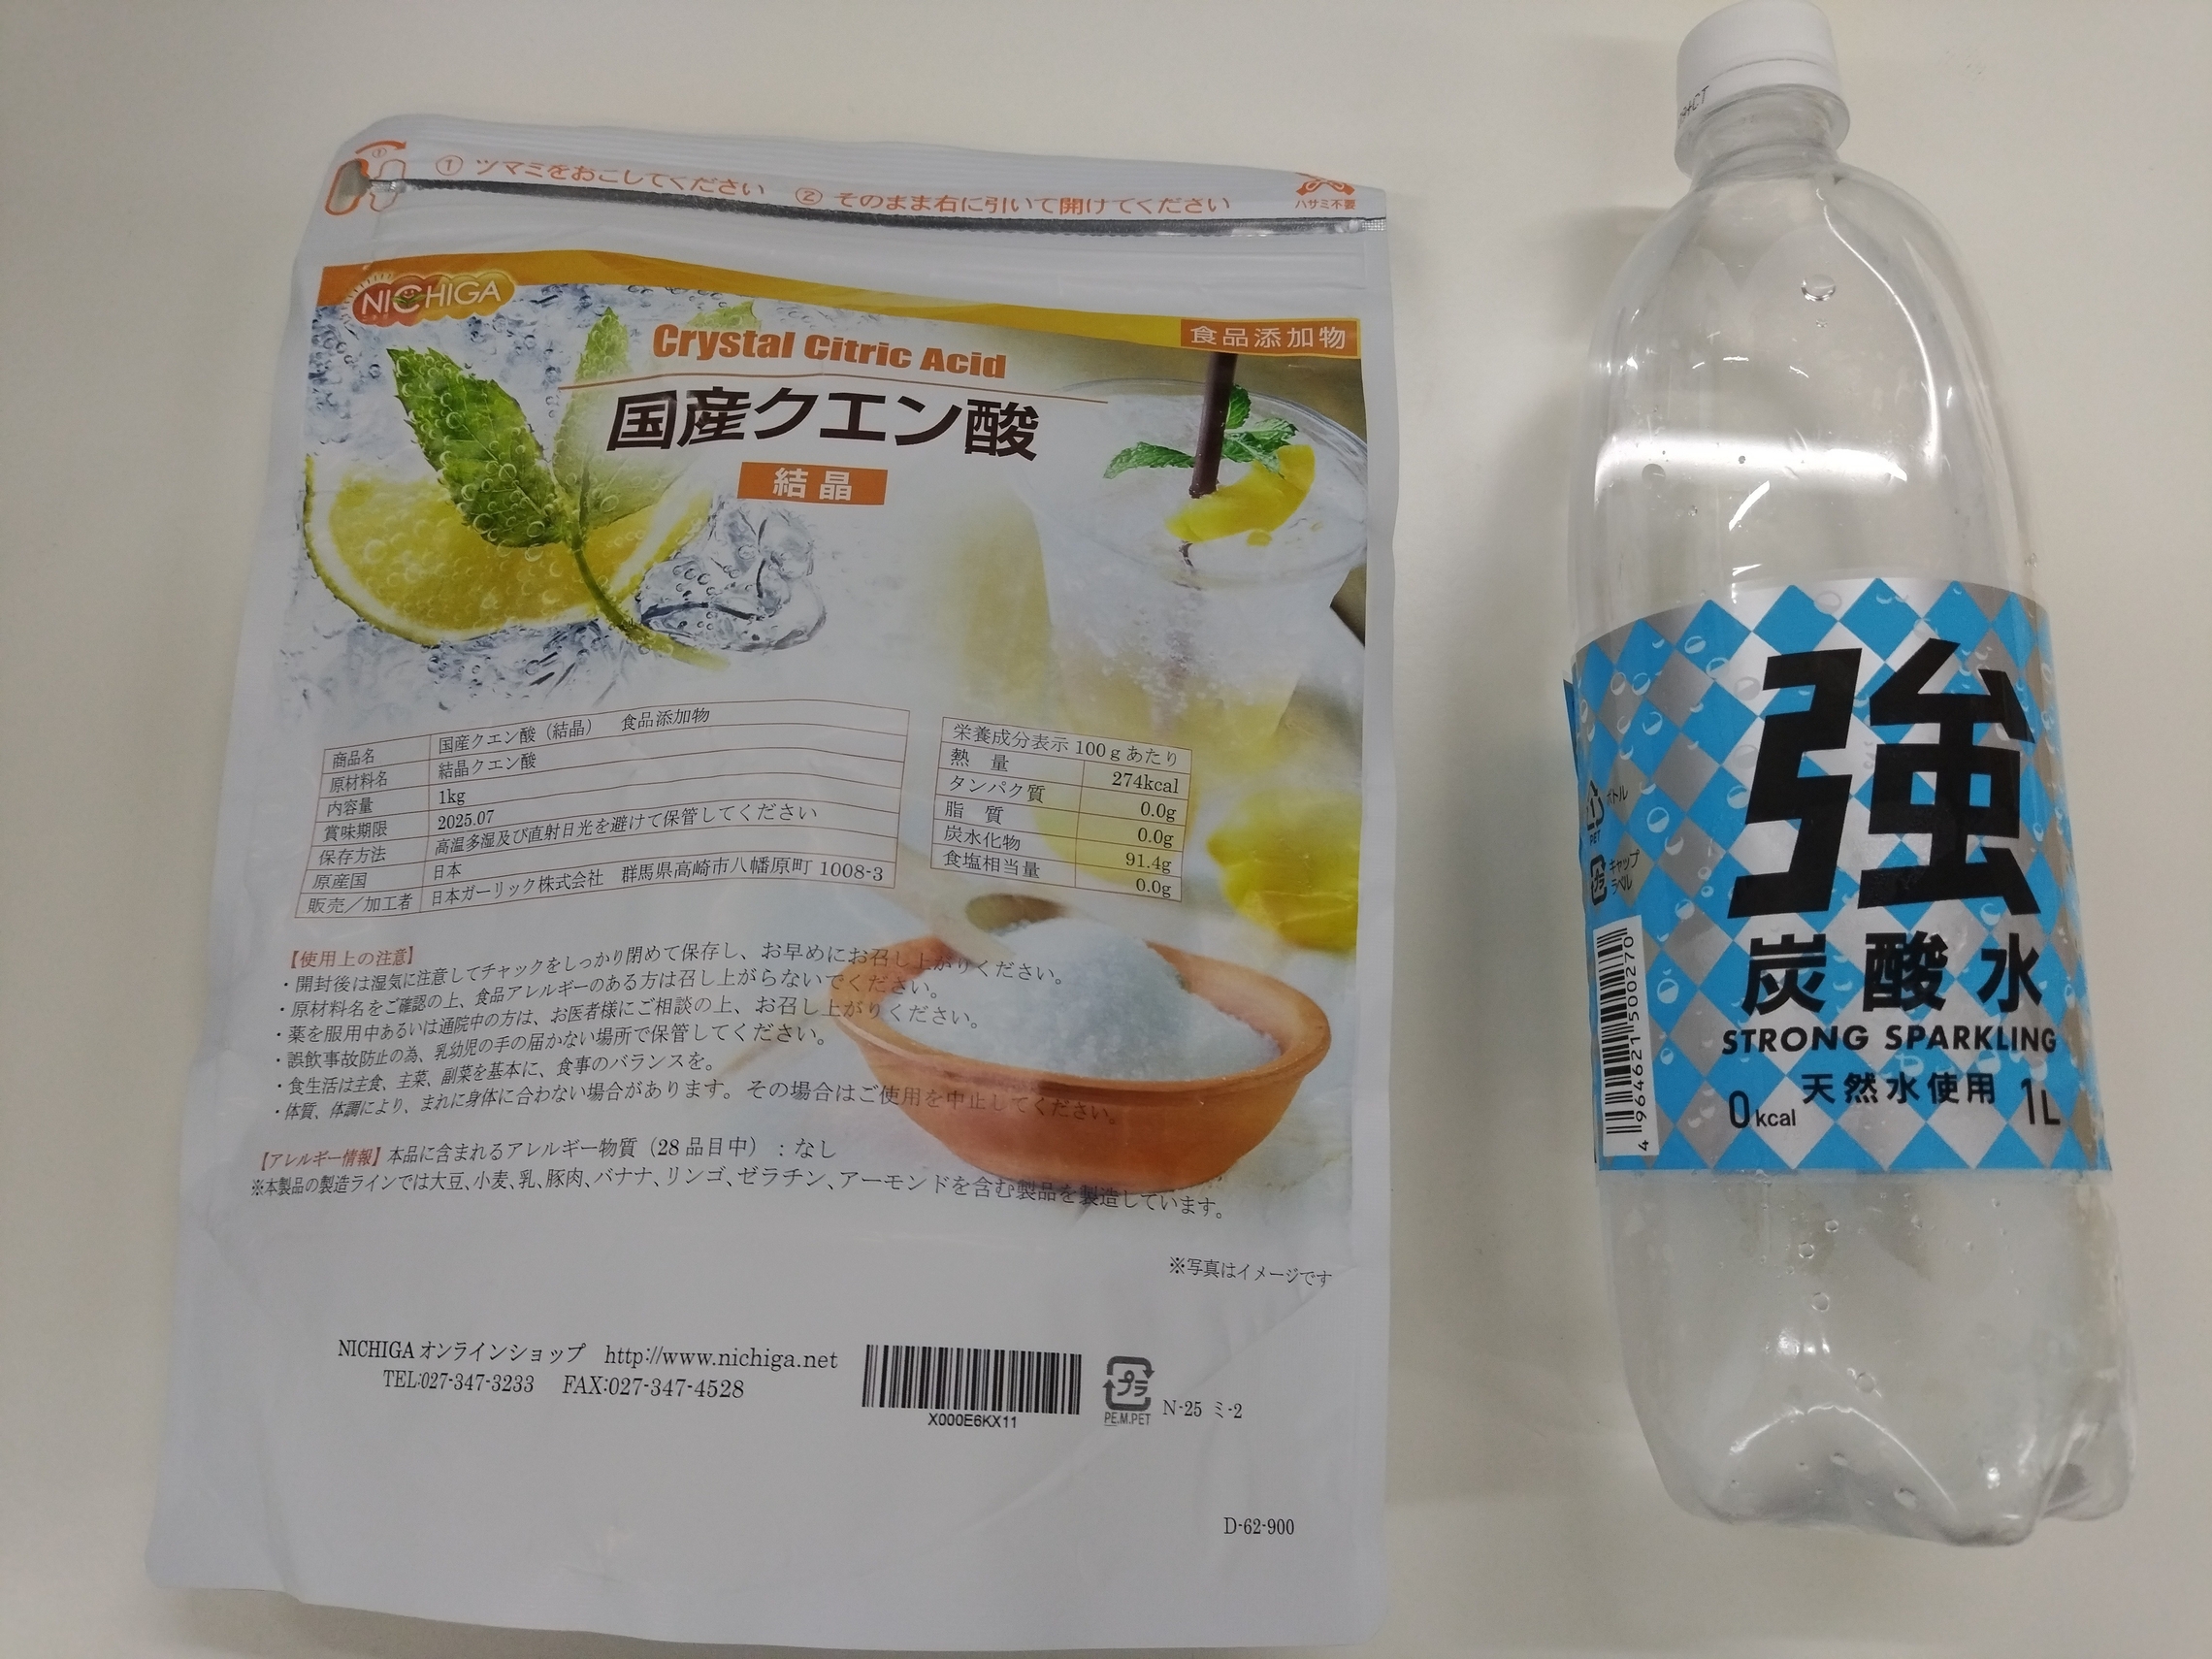 ① ツマミをおこしてください ② そのまま右に引いて開けてください
ハサミ不要
NICHIGA
Crystal Citric Acid
食品添加物
国産クエン酸
結晶
商品名 国産クエン酸（結晶） 食品添加物
原材料名 結晶クエン酸
内容量 1kg
賞味期限 2025.07
保存方法 高温多湿及び直射日光を避けて保管してください
原産国 日本
販売／加工者 日本ガーリック株式会社 群馬県高崎市八幡原町 1008-3
栄養成分表示 100gあたり
熱 量 274kcal
タンパク質 0.0g
脂 質 0.0g
炭水化物 91.4g
食塩相当量 0.0g
【使用上の注意】
・開封後は湿気に注意してチャックをしっかり閉めて保存し、お早めにお召し上がりください。
・原材料名をご確認の上、食品アレルギーのある方は召し上がらないでください。
・薬を服用中あるいは通院中の方は、お医者様にご相談の上、お召し上がりください。
・誤飲事故防止の為、乳幼児の手の届かない場所で保管してください。
・食生活は主食、主菜、副菜を基本に、食事のバランスを。
・体質、体調により、まれに身体に合わない場合があります。その場合はご使用を中止してください。
【アレルギー情報】本品に含まれるアレルギー物質（28品目中）：なし
※本製品の製造ラインでは大豆、小麦、乳、豚肉、バナナ、リンゴ、ゼラチン、アーモンドを含む製品を製造しています。
※写真はイメージです
NICHIGAオンラインショップ http://www.nichiga.net
TEL:027-347-3233 FAX:027-347-4528
X000E6KX11
プラ
PE.M.PET
N-25 ミ-2
D-62-900
強
炭酸水
STRONG SPARKLING
天然水使用
0kcal
1L
ボトル
PET
プラ
キャップ
ラベル
4964621500270